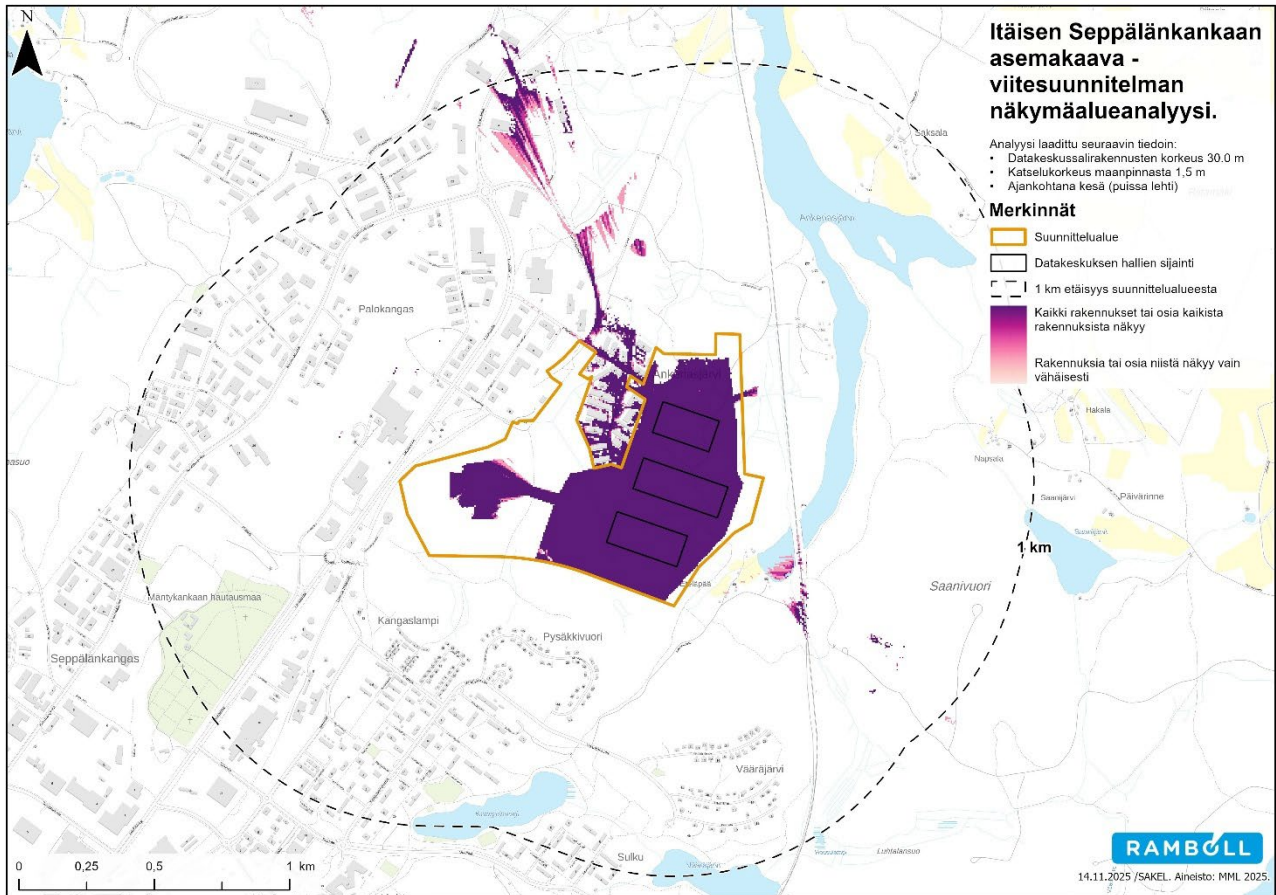 N
Itäisen Seppälänkankaan
asemakaava -
viitesuunnitelman
näkymäalueanalyysi.
Analyysi laadittu seuraavin tiedoin:
• Datakeskussalirakennusten korkeus 30.0 m
• Katselukorkeus maanpinnasta 1,5 m
• Ajankohtana kesä (puissa lehti)
Merkinnät
Suunnittelualue
Datakeskuksen hallien sijainti
1 km etäisyys suunnittelualueesta
Kaikki rakennukset tai osia kaikista
rakennuksista näkyy
Rakennuksia tai osia niistä näkyy vain
vähäisesti
Saksala
Palokangas
Hakala
Napsala
Saanijärvi
Päivärinne
1 km
Saanivuori
Mäntykankaan hautausmaa
Kangaslampi
Pysäkkivuori
Seppälänkangas
Vääräjärvi
Sulku
Luhtalansuo
0 0,25 0,5 1 km
RAMBOLL
14.11.2025 /SAKEL. Aineisto: MML 2025.